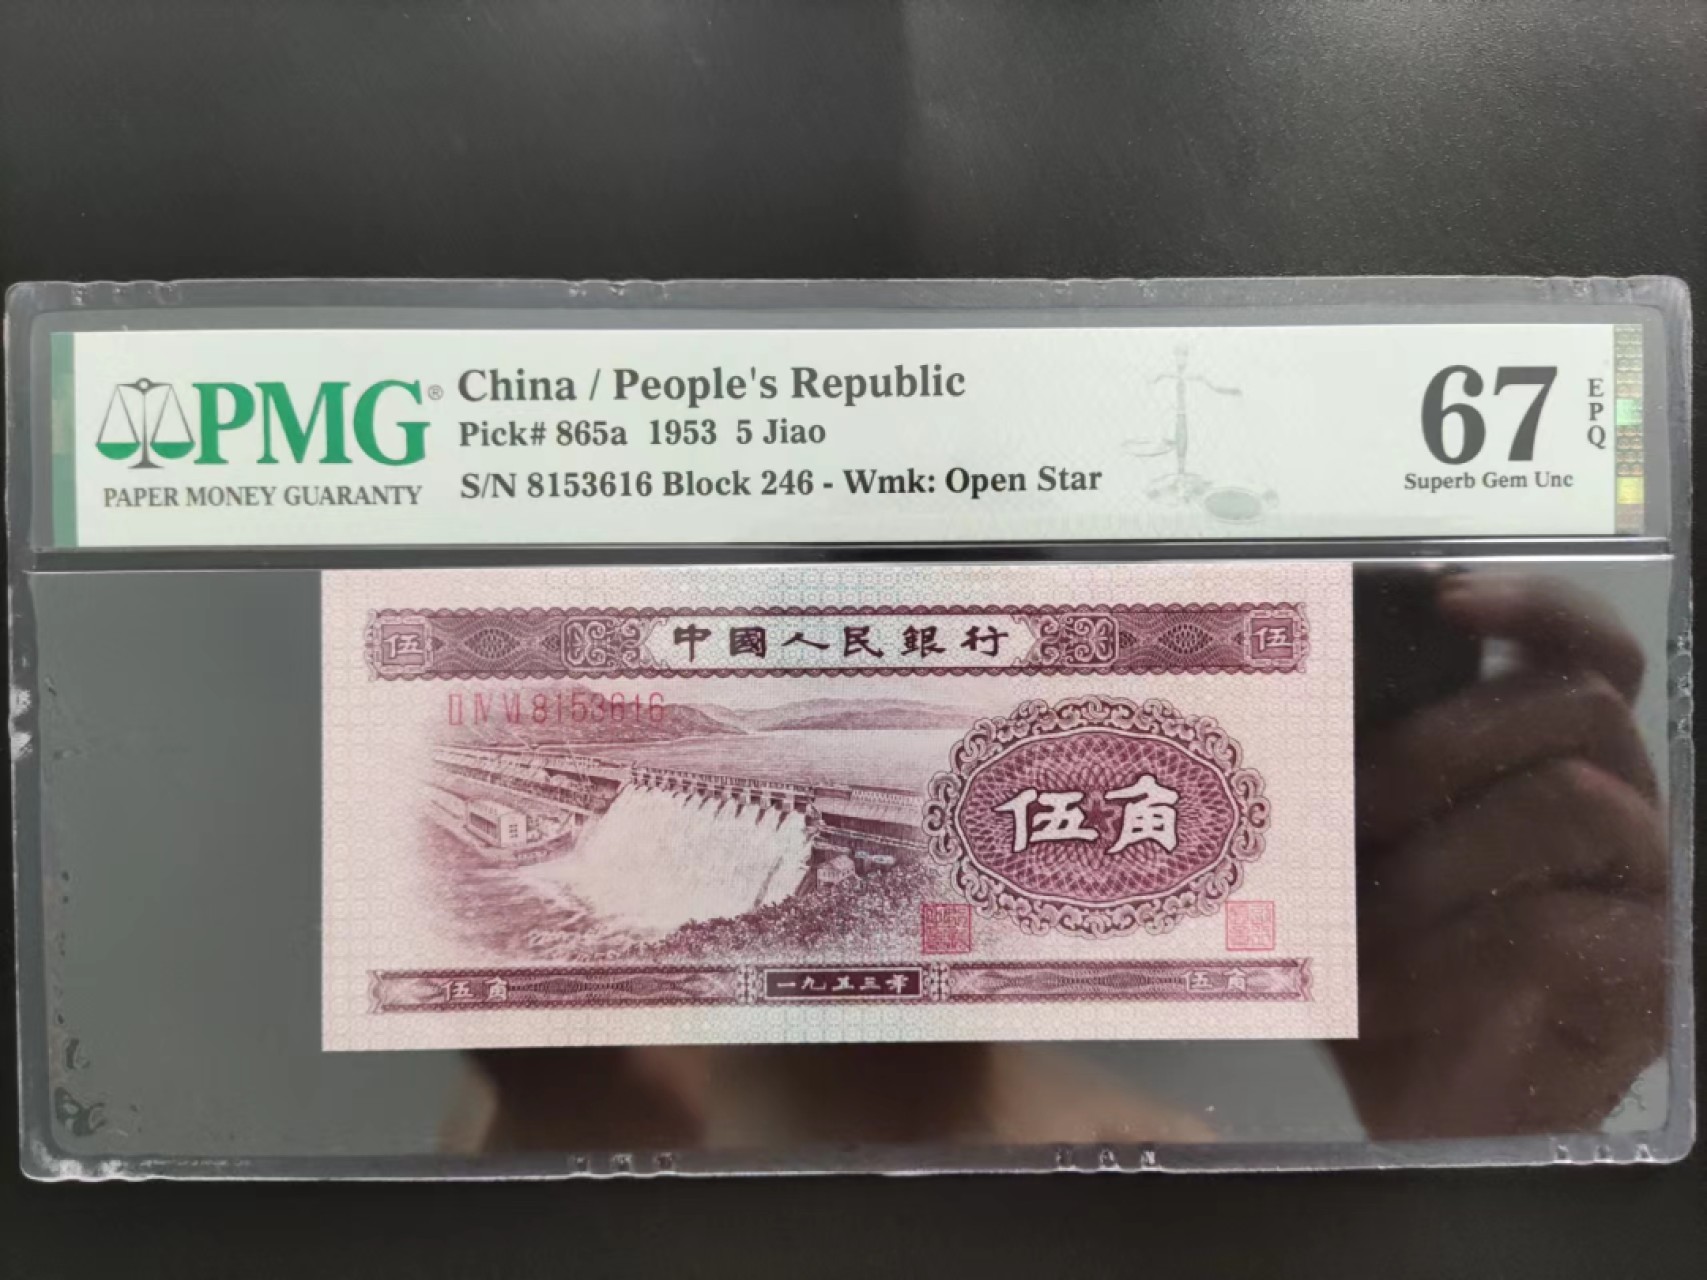 PMG®
PAPER MONEY GUARANTY
China / People's Republic
Pick# 865a 1953 5 Jiao
S/N 8153616 Block 246 - Wmk: Open Star
67
EPQ
Superb Gem Unc
伍 中國人民銀行 伍
II IV VI 8153616
伍角
伍角 一九五三年 伍角